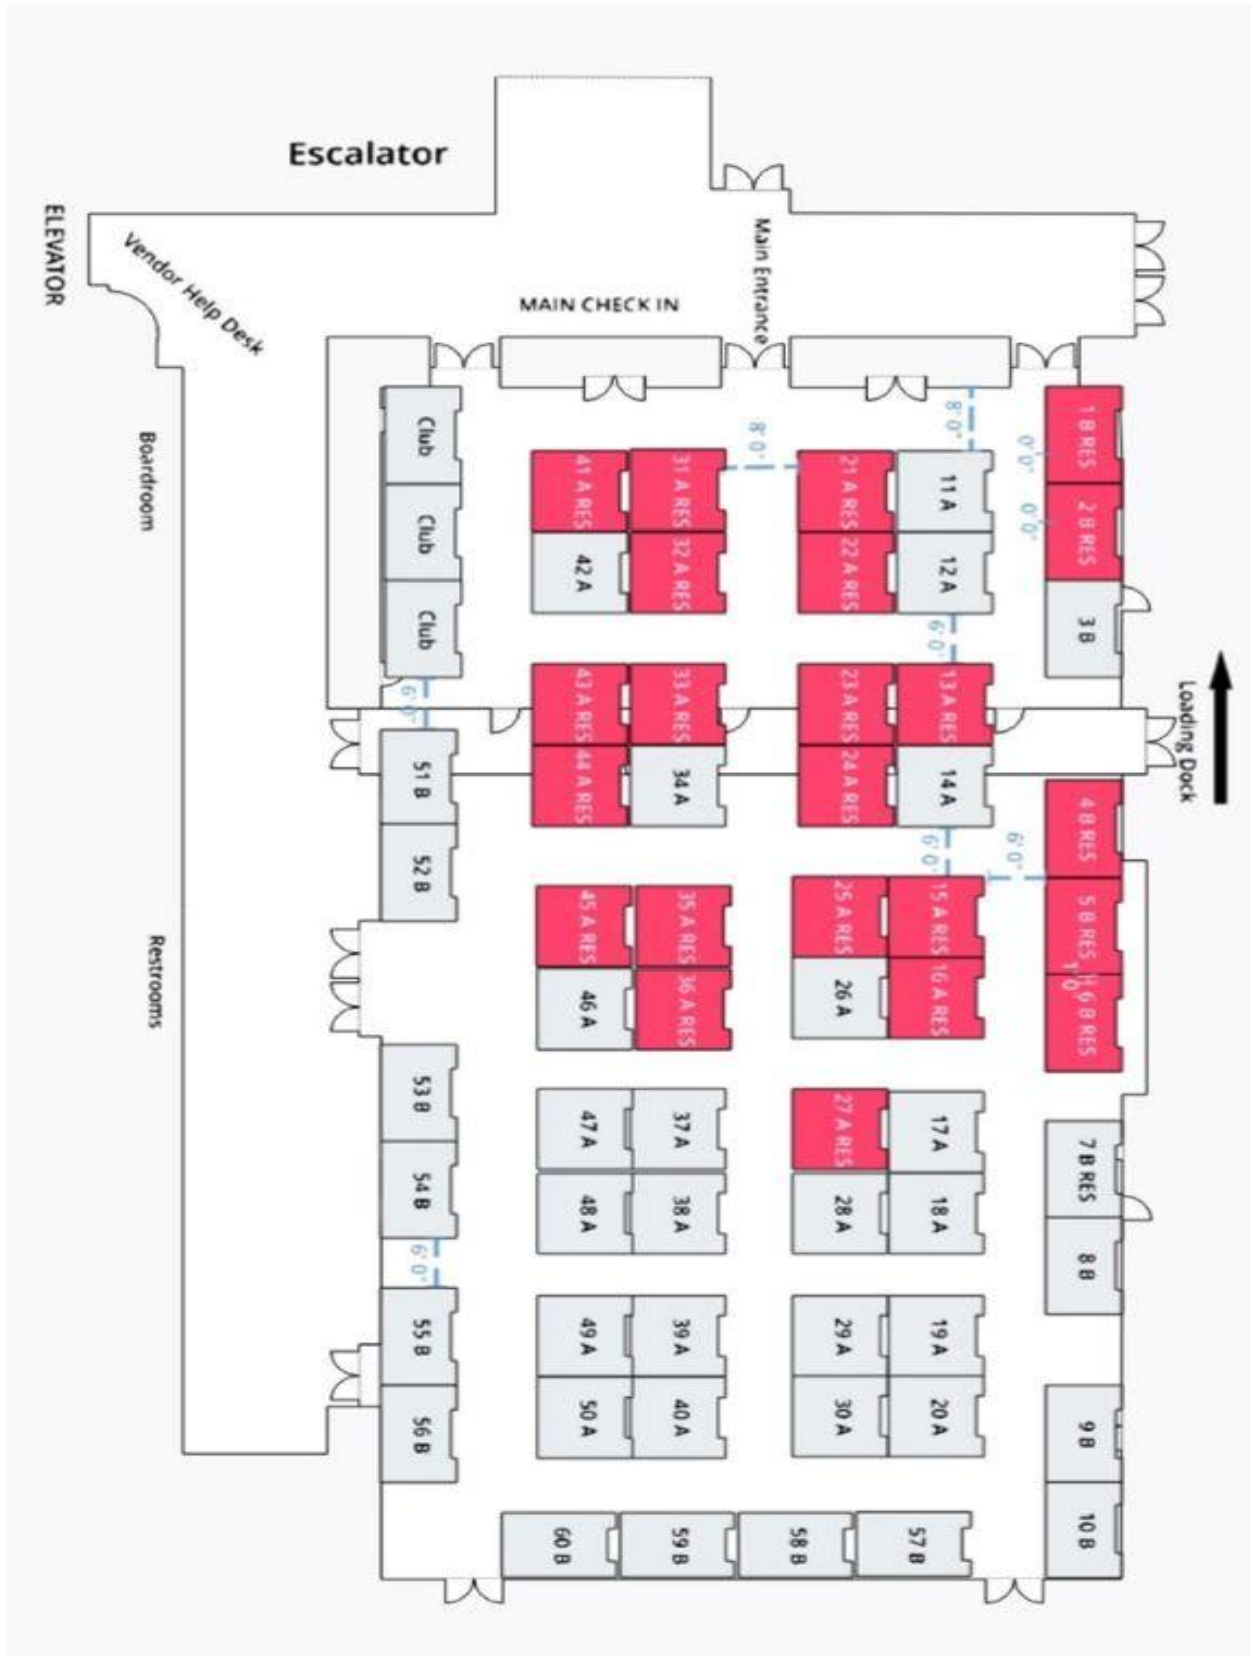 Escalator
ELEVATOR
Vendor Help Desk
MAIN CHECK IN
Main Entrance
Boardroom
Restrooms
Loading Dock
Club
Club
Club
41 A RES
31 A RES
8' 0"
21 A RES
11 A
8' 0"
0' 0"
1 B RES
42 A
32 A RES
22 A RES
12 A
0' 0"
2 B RES
6' 0"
3 B
6' 0"
43 A RES
33 A RES
23 A RES
13 A RES
51 B
44 A RES
34 A
24 A RES
14 A
4 B RES
52 B
6' 0"
6' 0"
45 A RES
35 A RES
25 A RES
15 A RES
5 B RES
46 A
36 A RES
26 A
16 A RES
6 B RES
53 B
47 A
37 A
27 A RES
17 A
7 B RES
54 B
48 A
38 A
28 A
18 A
8 B
6' 0"
55 B
49 A
39 A
29 A
19 A
9 B
56 B
50 A
40 A
30 A
20 A
10 B
60 B
59 B
58 B
57 B